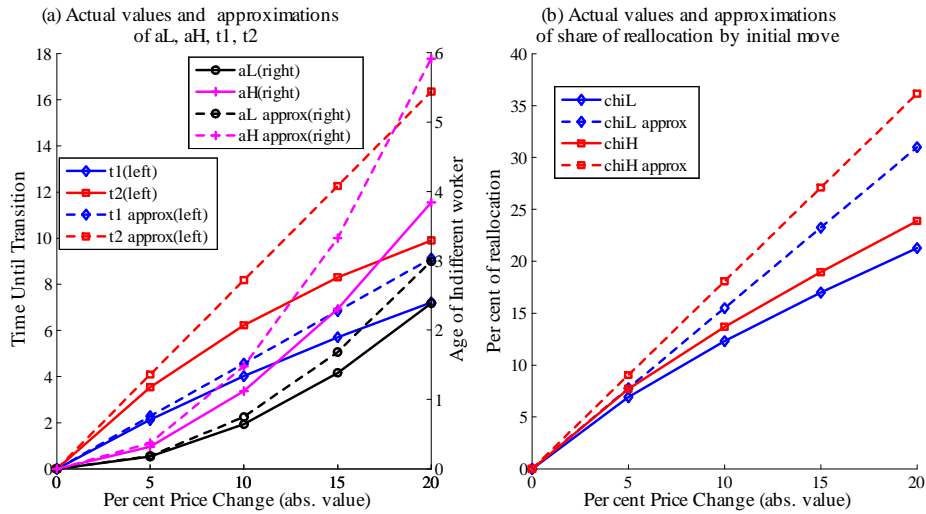 (a) Actual values and approximations
of aL, aH, t1, t2
18
16
14
12
10
8
6
4
2
0
Time Until Transition
aL(right)
aH(right)
aL approx(right)
aH approx(right)
t1(left)
t2(left)
t1 approx(left)
t2 approx(left)
6
5
4
3
2
1
0
Age of Indifferent worker
0 5 10 15 20
Per cent Price Change (abs. value)
(b) Actual values and approximations
of share of reallocation by initial move
40
35
30
25
20
15
10
5
0
Per cent of reallocation
chiL
chiL approx
chiH
chiH approx
0 5 10 15 20
Per cent Price Change (abs. value)